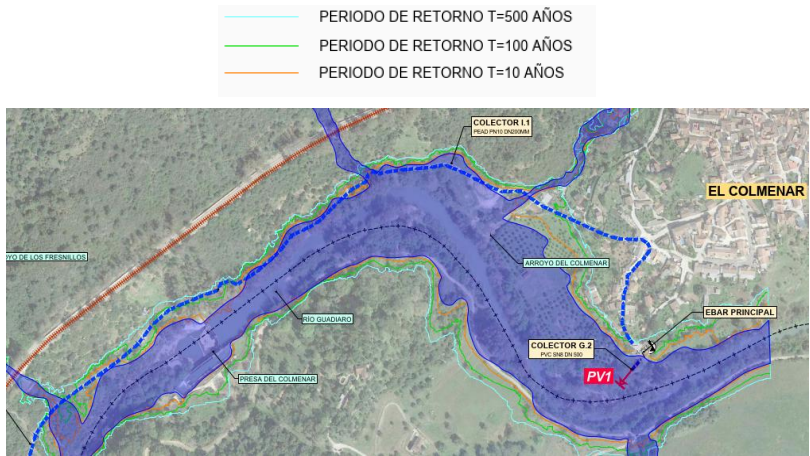 PERIODO DE RETORNO T=500 AÑOS
PERIODO DE RETORNO T=100 AÑOS
PERIODO DE RETORNO T=10 AÑOS
COLECTOR I.1
PEAD PN10 DN200MM
EL COLMENAR
YO DE LOS FRESNILLOS
ARROYO DEL COLMENAR
RÍO GUADIARO
EBAR PRINCIPAL
COLECTOR G.2
PVC SN8 DN 500
PV1
PRESA DEL COLMENAR